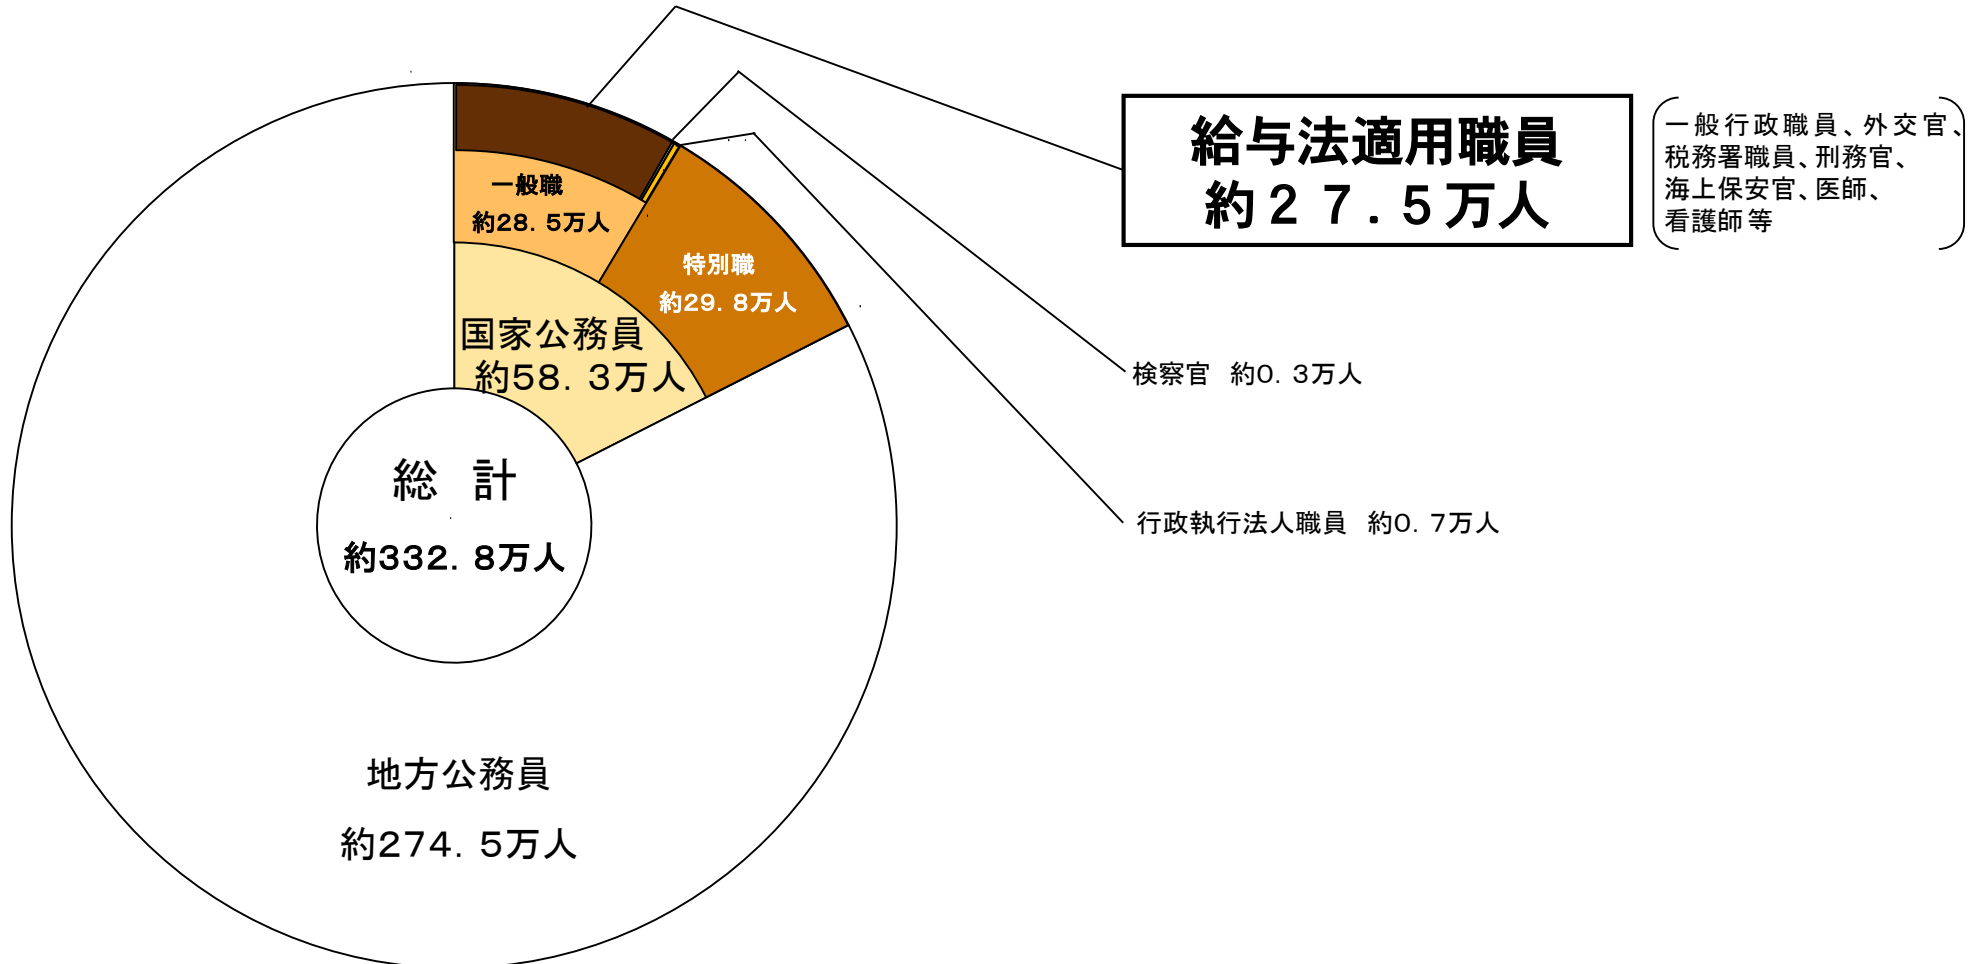 給与法適用職員
約２７．５万人
一般行政職員、外交官、
税務署職員、刑務官、
海上保安官、医師、
看護師等
一般職
約28．5万人
特別職
約29．8万人
国家公務員
約58．3万人
検察官　約0．3万人
行政執行法人職員　約0．7万人
総　計
約332．8万人
地方公務員
約274．5万人